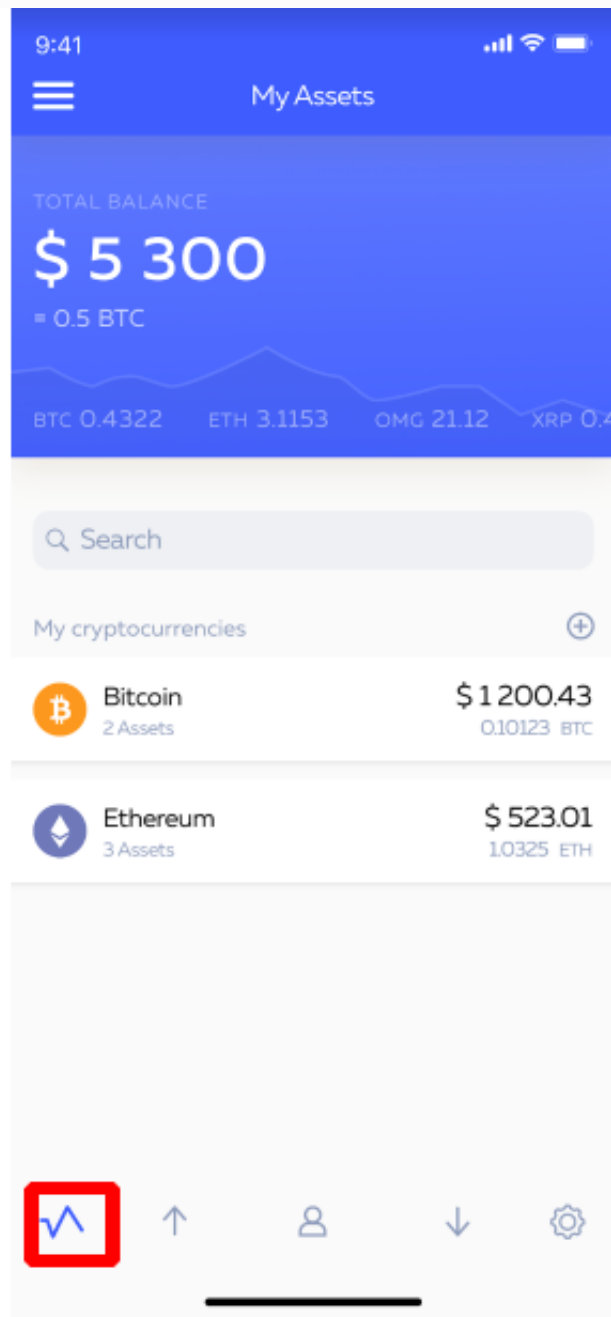 9:41
My Assets
TOTAL BALANCE
$ 5 300
= 0.5 BTC
BTC 0.4322 ETH 3.1153 OMG 21.12 XRP 0.4
Search
My cryptocurrencies
Bitcoin $ 1 200.43
2 Assets 0.10123 BTC
Ethereum $ 523.01
3 Assets 1.0325 ETH